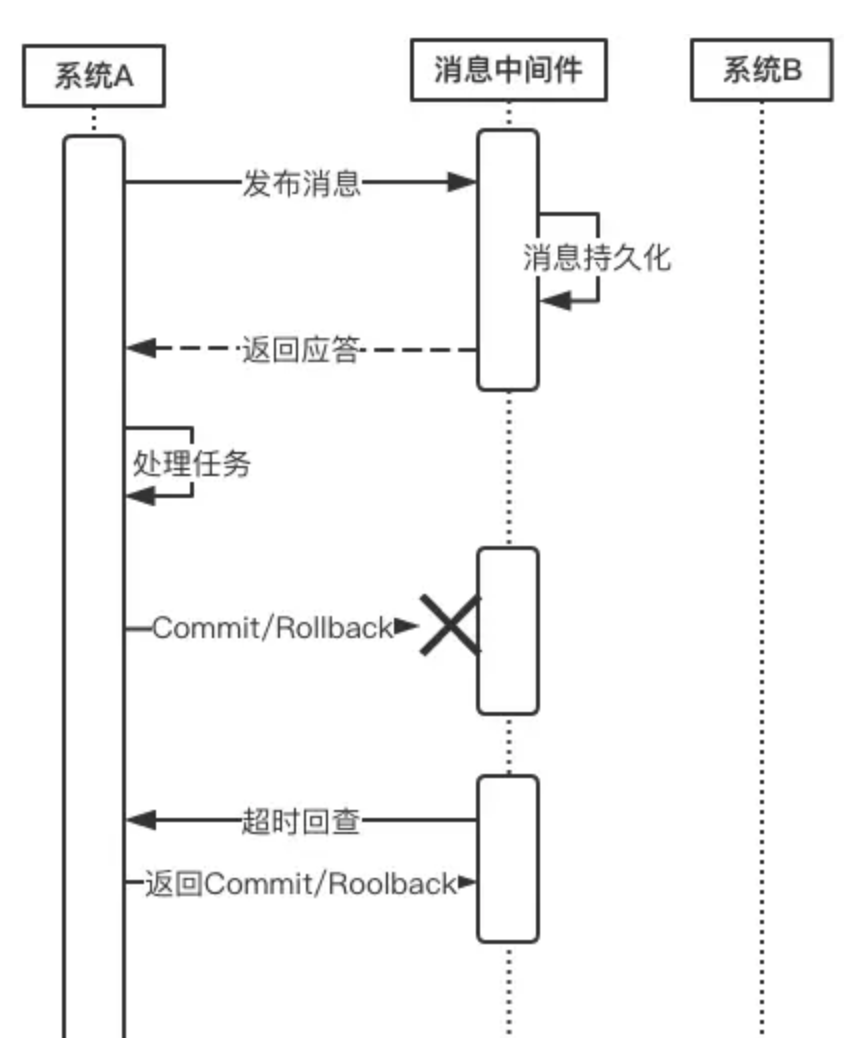 系统A
消息中间件
系统B
发布消息
消息持久化
返回应答
处理任务
Commit/Rollback
超时回查
返回Commit/Roolback